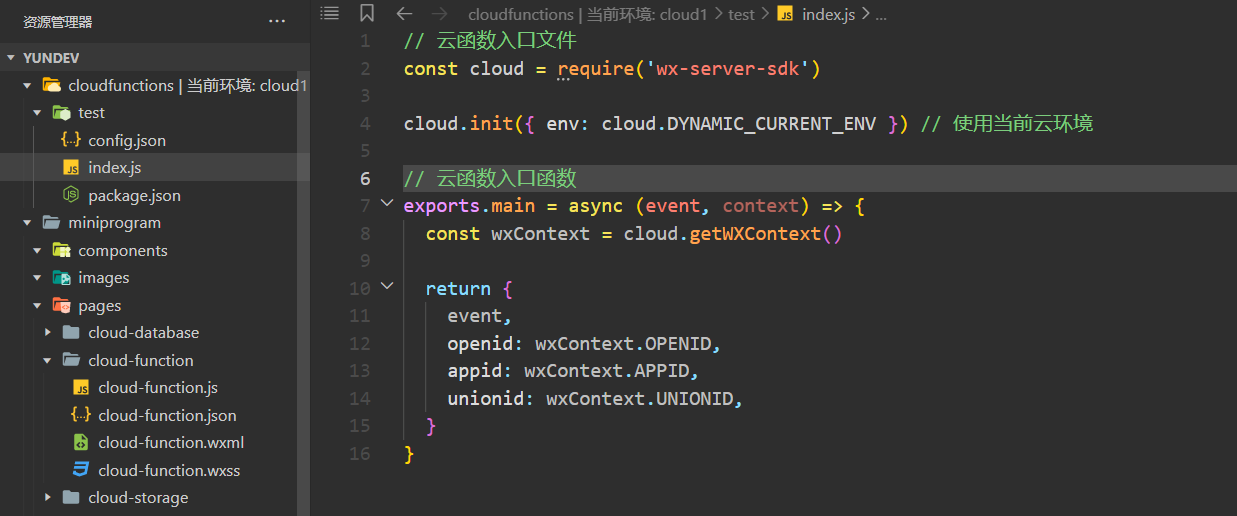 资源管理器 ···
YUNDEV
cloudfunctions | 当前环境: cloud1
test
{..} config.json
JS index.js
JS package.json
miniprogram
components
images
pages
cloud-database
cloud-function
JS cloud-function.js
{..} cloud-function.json
cloud-function.wxml
cloud-function.wxss
cloud-storage
cloudfunctions | 当前环境: cloud1 > test > JS index.js > ...
1 // 云函数入口文件
2 const cloud = require('wx-server-sdk')
3
4 cloud.init({ env: cloud.DYNAMIC_CURRENT_ENV }) // 使用当前云环境
5
6 // 云函数入口函数
7 exports.main = async (event, context) => {
8 const wxContext = cloud.getWXContext()
9
10 return {
11 event,
12 openid: wxContext.OPENID,
13 appid: wxContext.APPID,
14 unionid: wxContext.UNIONID,
15 }
16 }